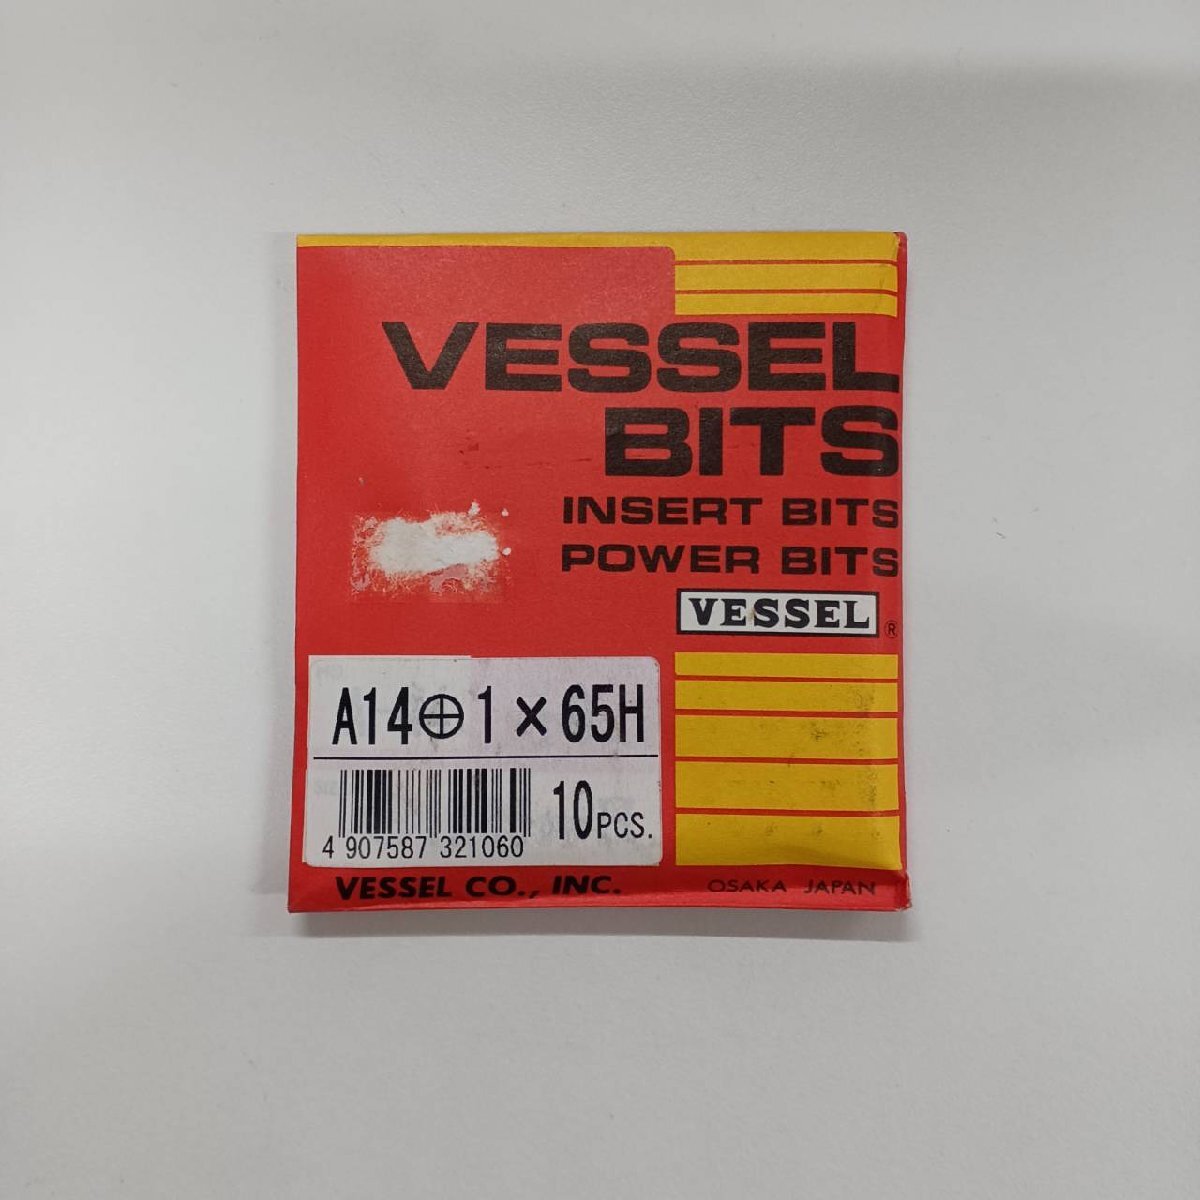 VESSEL
BITS
INSERT BITS
POWER BITS
VESSEL ®
A14⊕1×65H
10PCS.
4 907587 321060
VESSEL CO., INC.
OSAKA JAPAN